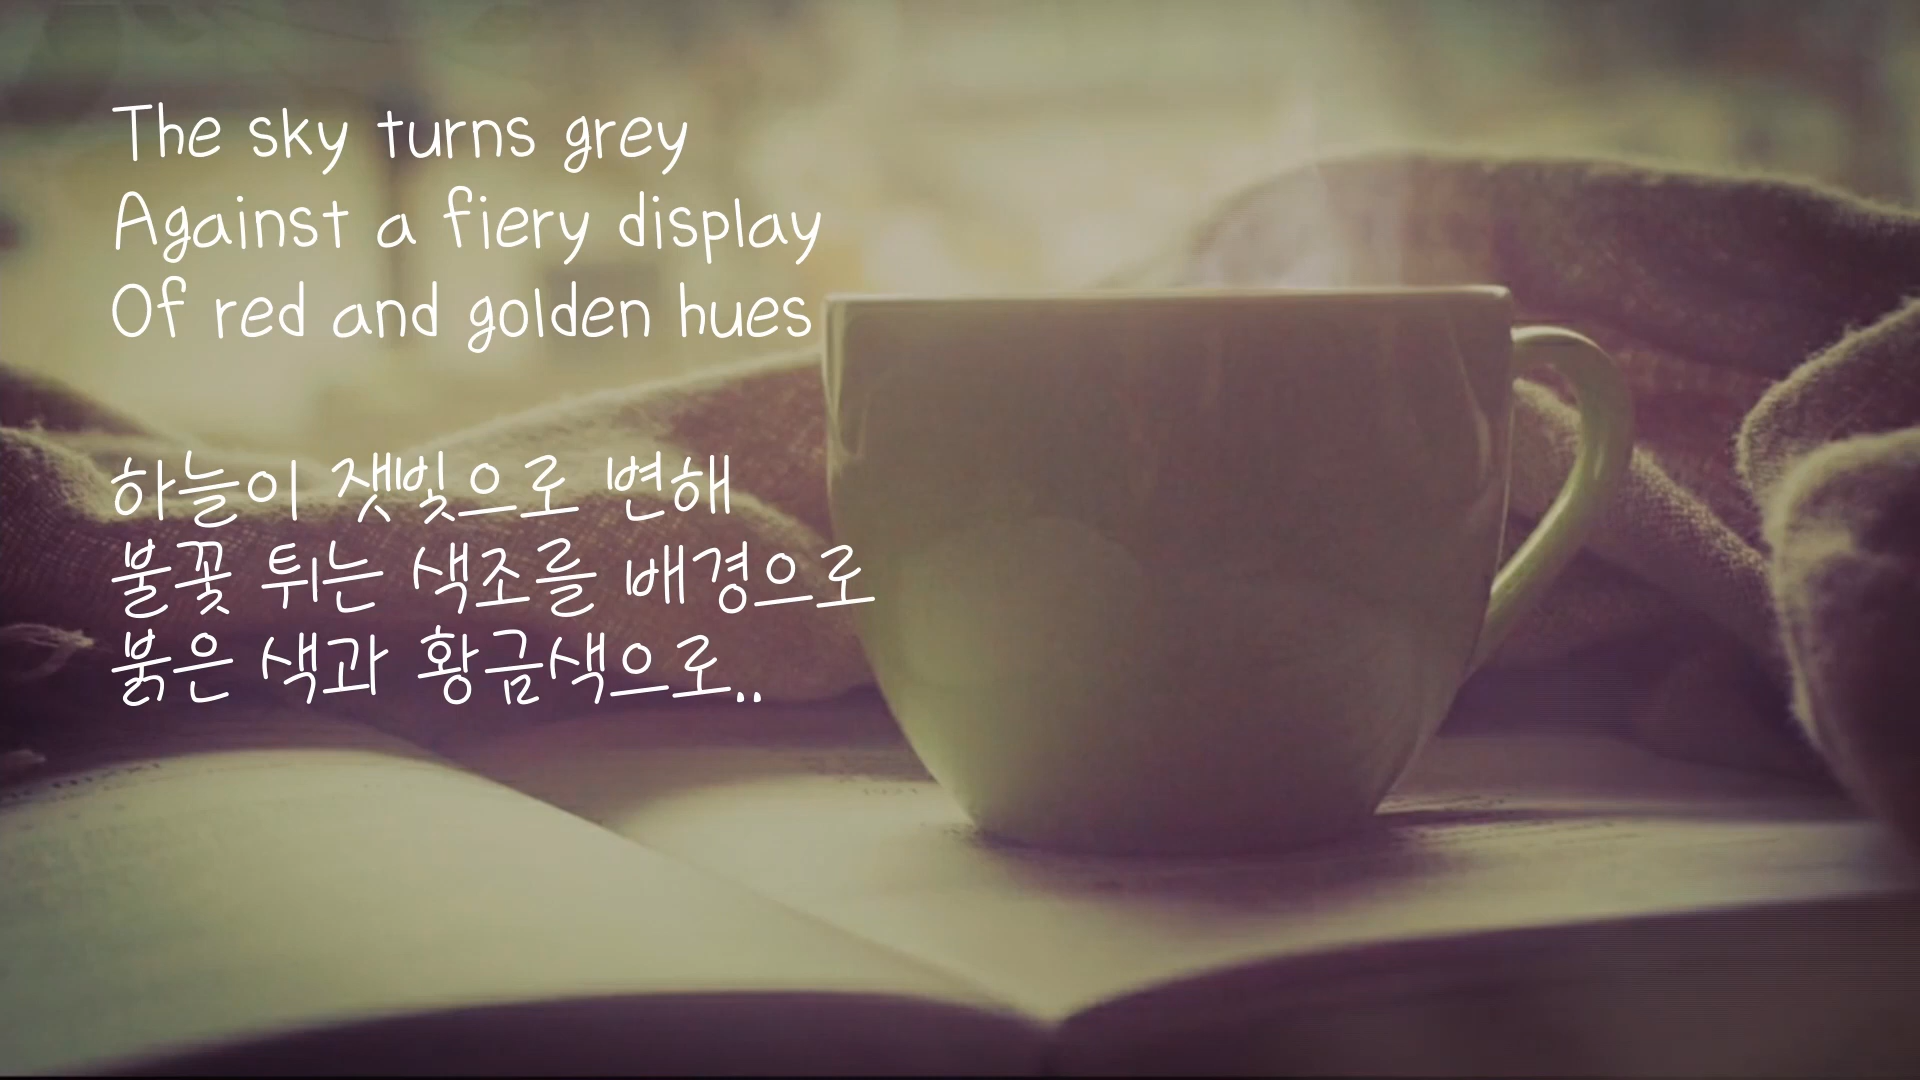 The sky turns grey
Against a fiery display
Of red and golden hues
하늘이 잿빛으로 변해
불꽃 튀는 색조를 배경으로
붉은 색과 황금색으로..